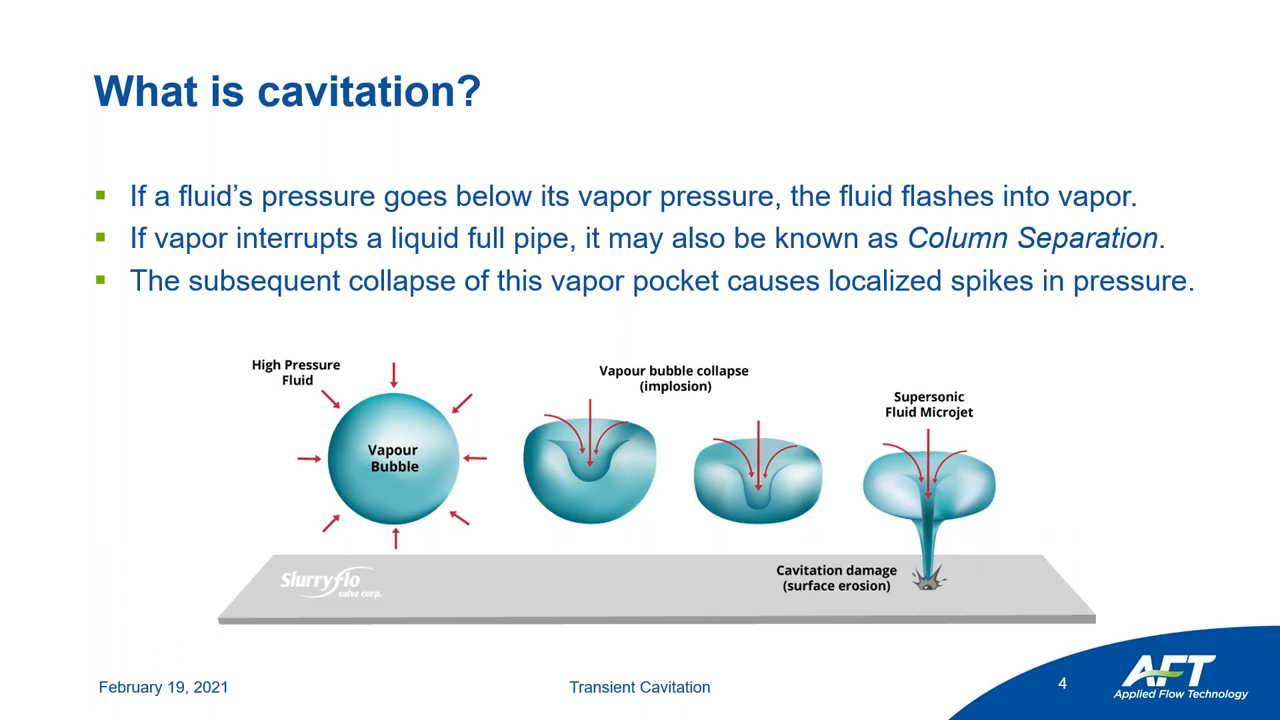 What is cavitation?
If a fluid’s pressure goes below its vapor pressure, the fluid flashes into vapor.
If vapor interrupts a liquid full pipe, it may also be known as Column Separation.
The subsequent collapse of this vapor pocket causes localized spikes in pressure.
High Pressure
Fluid
Vapour
Bubble
Vapour bubble collapse
(implosion)
Supersonic
Fluid Microjet
Slurryflo
valve corp.
Cavitation damage
(surface erosion)
February 19, 2021
Transient Cavitation
4
AFT
Applied Flow Technology